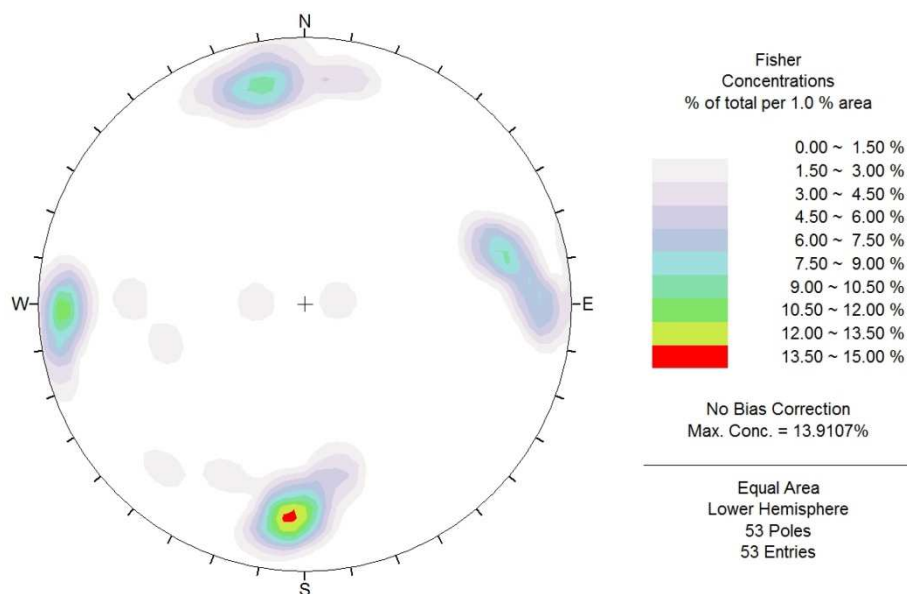 N
W
E
S
Fisher
Concentrations
% of total per 1.0 % area
0.00 ~ 1.50 %
1.50 ~ 3.00 %
3.00 ~ 4.50 %
4.50 ~ 6.00 %
6.00 ~ 7.50 %
7.50 ~ 9.00 %
9.00 ~ 10.50 %
10.50 ~ 12.00 %
12.00 ~ 13.50 %
13.50 ~ 15.00 %
No Bias Correction
Max. Conc. = 13.9107%
Equal Area
Lower Hemisphere
53 Poles
53 Entries